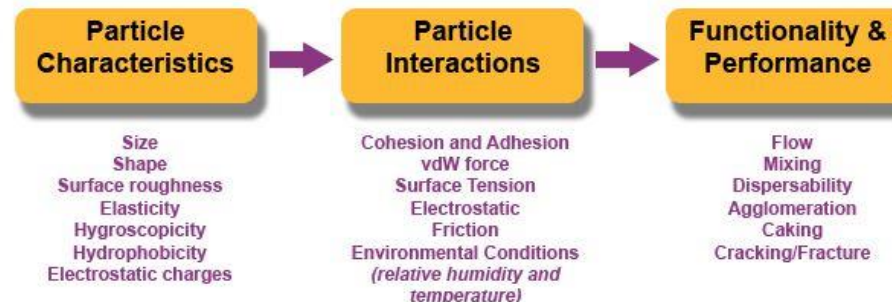 Particle
Characteristics
Size
Shape
Surface roughness
Elasticity
Hygroscopicity
Hydrophobicity
Electrostatic charges
Particle
Interactions
Cohesion and Adhesion
vdW force
Surface Tension
Electrostatic
Friction
Environmental Conditions
(relative humidity and
temperature)
Functionality &
Performance
Flow
Mixing
Dispersability
Agglomeration
Caking
Cracking/Fracture